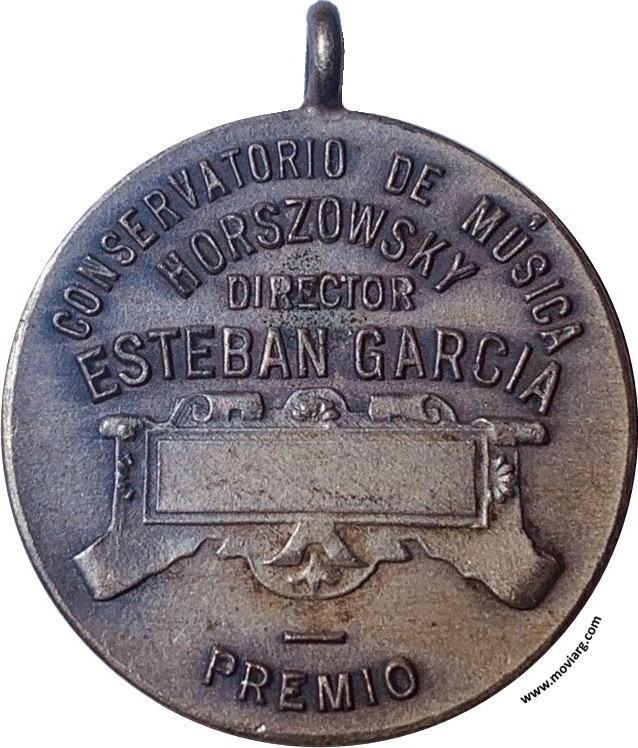 CONSERVATORIO DE MÚSICA
HORSZOWSKY
DIRECTOR
ESTEBAN GARCIA
PREMIO
www.moviarg.com